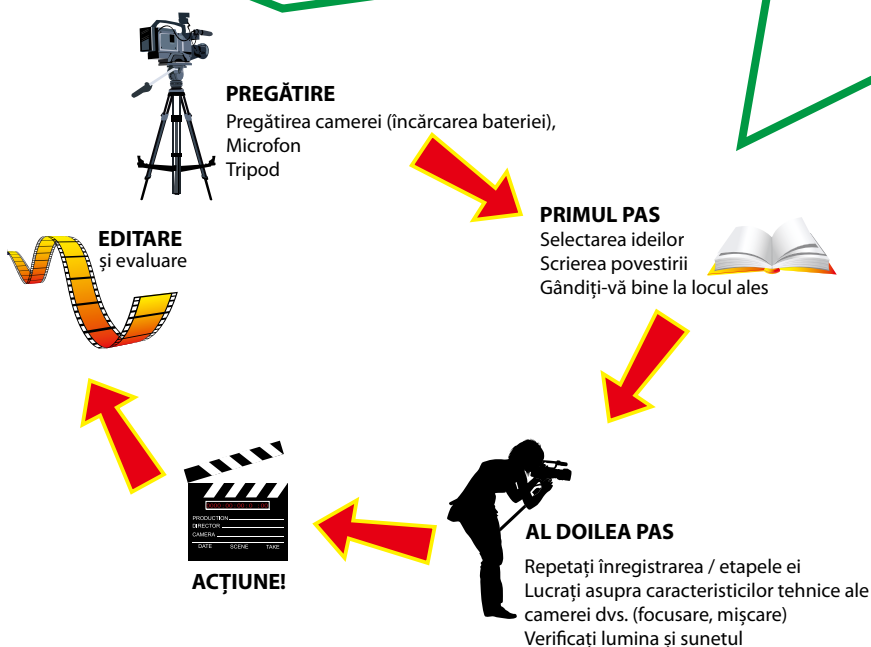 PREGĂTIRE
Pregătirea camerei (încărcarea bateriei),
Microfon
Tripod
PRIMUL PAS
Selectarea ideilor
Scrierea povestirii
Gândiți-vă bine la locul ales
AL DOILEA PAS
Repetați înregistrarea / etapele ei
Lucrați asupra caracteristicilor tehnice ale
camerei dvs. (focusare, mișcare)
Verificați lumina și sunetul
ACȚIUNE!
PRODUCTION
DIRECTOR
CAMERA
DATE SCENE TAKE
EDITARE
și evaluare